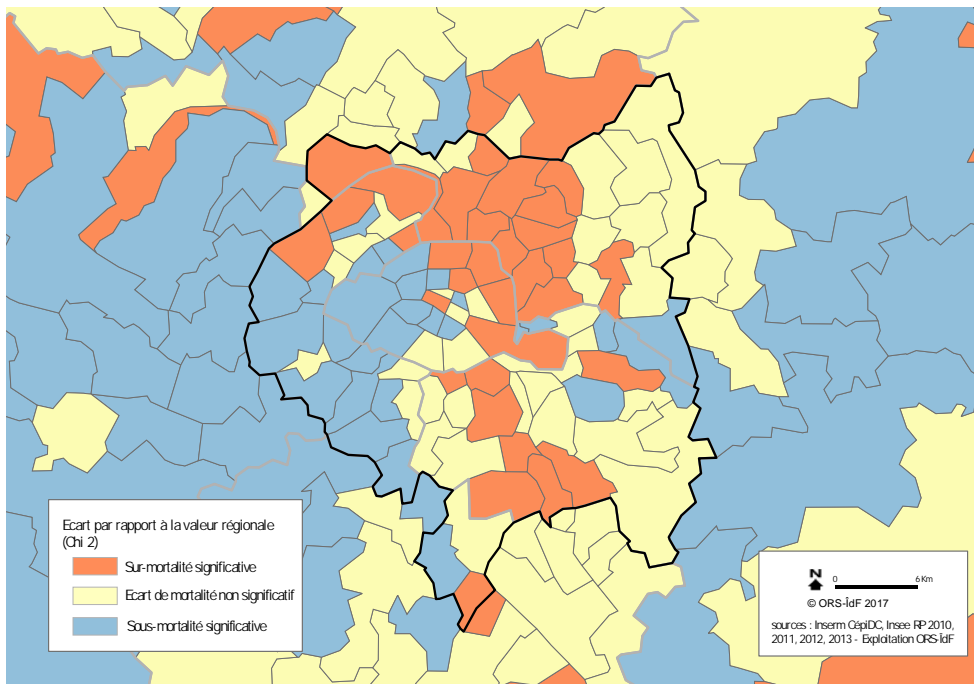 Ecart par rapport à la valeur régionale
(Chi 2)
Sur-mortalité significative
Ecart de mortalité non significatif
Sous-mortalité significative
N
0 6 Km
© ORS-ÎdF 2017
sources : Inserm CépiDC, Insee RP 2010,
2011, 2012, 2013 - Exploitation ORS-ÎdF